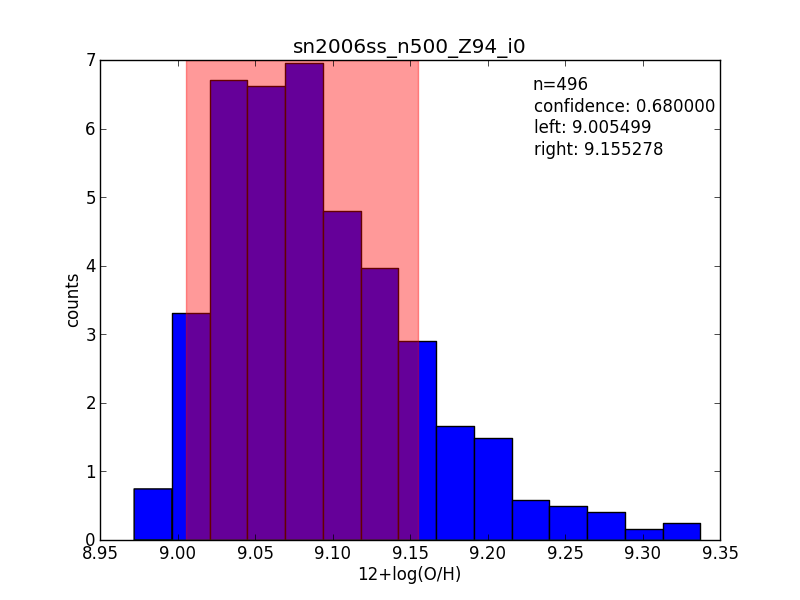 sn2006ss_n500_Z94_i0
n=496
confidence: 0.680000
left: 9.005499
right: 9.155278
counts
7
6
5
4
3
2
1
0
8.95 9.00 9.05 9.10 9.15 9.20 9.25 9.30 9.35
12+log(O/H)